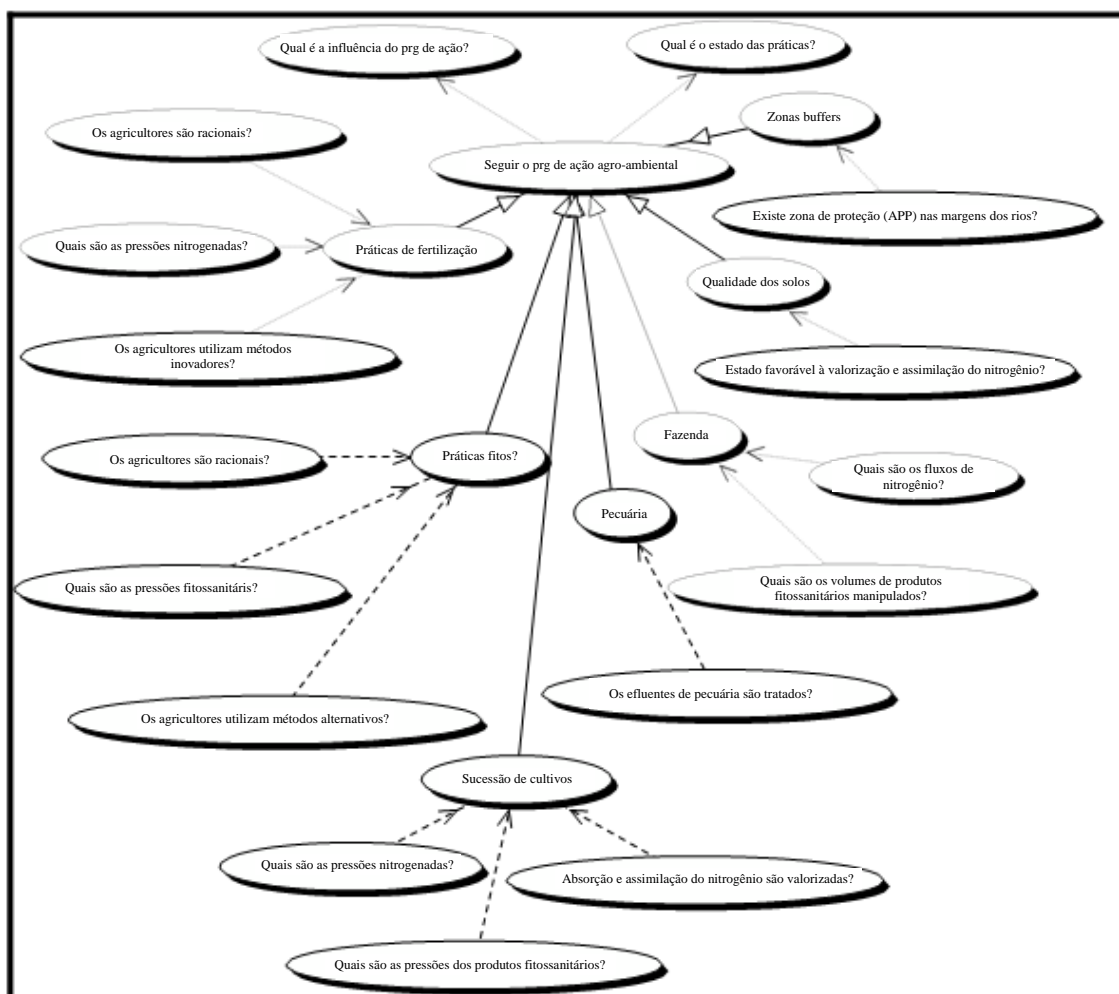 Qual é a influência do prg de ação?
Qual é o estado das práticas?
Zonas buffers
Os agricultores são racionais?
Seguir o prg de ação agro-ambiental
Existe zona de proteção (APP) nas margens dos rios?
Quais são as pressões nitrogenadas?
Práticas de fertilização
Qualidade dos solos
Os agricultores utilizam métodos
inovadores?
Estado favorável à valorização e assimilação do nitrogênio?
Fazenda
Os agricultores são racionais?
Práticas fitos?
Quais são os fluxos de
nitrogênio?
Pecuária
Quais são as pressões fitossanitáris?
Quais são os volumes de produtos
fitossanitários manipulados?
Os efluentes de pecuária são tratados?
Os agricultores utilizam métodos alternativos?
Sucessão de cultivos
Quais são as pressões nitrogenadas?
Absorção e assimilação do nitrogênio são valorizadas?
Quais são as pressões dos produtos fitossanitários?